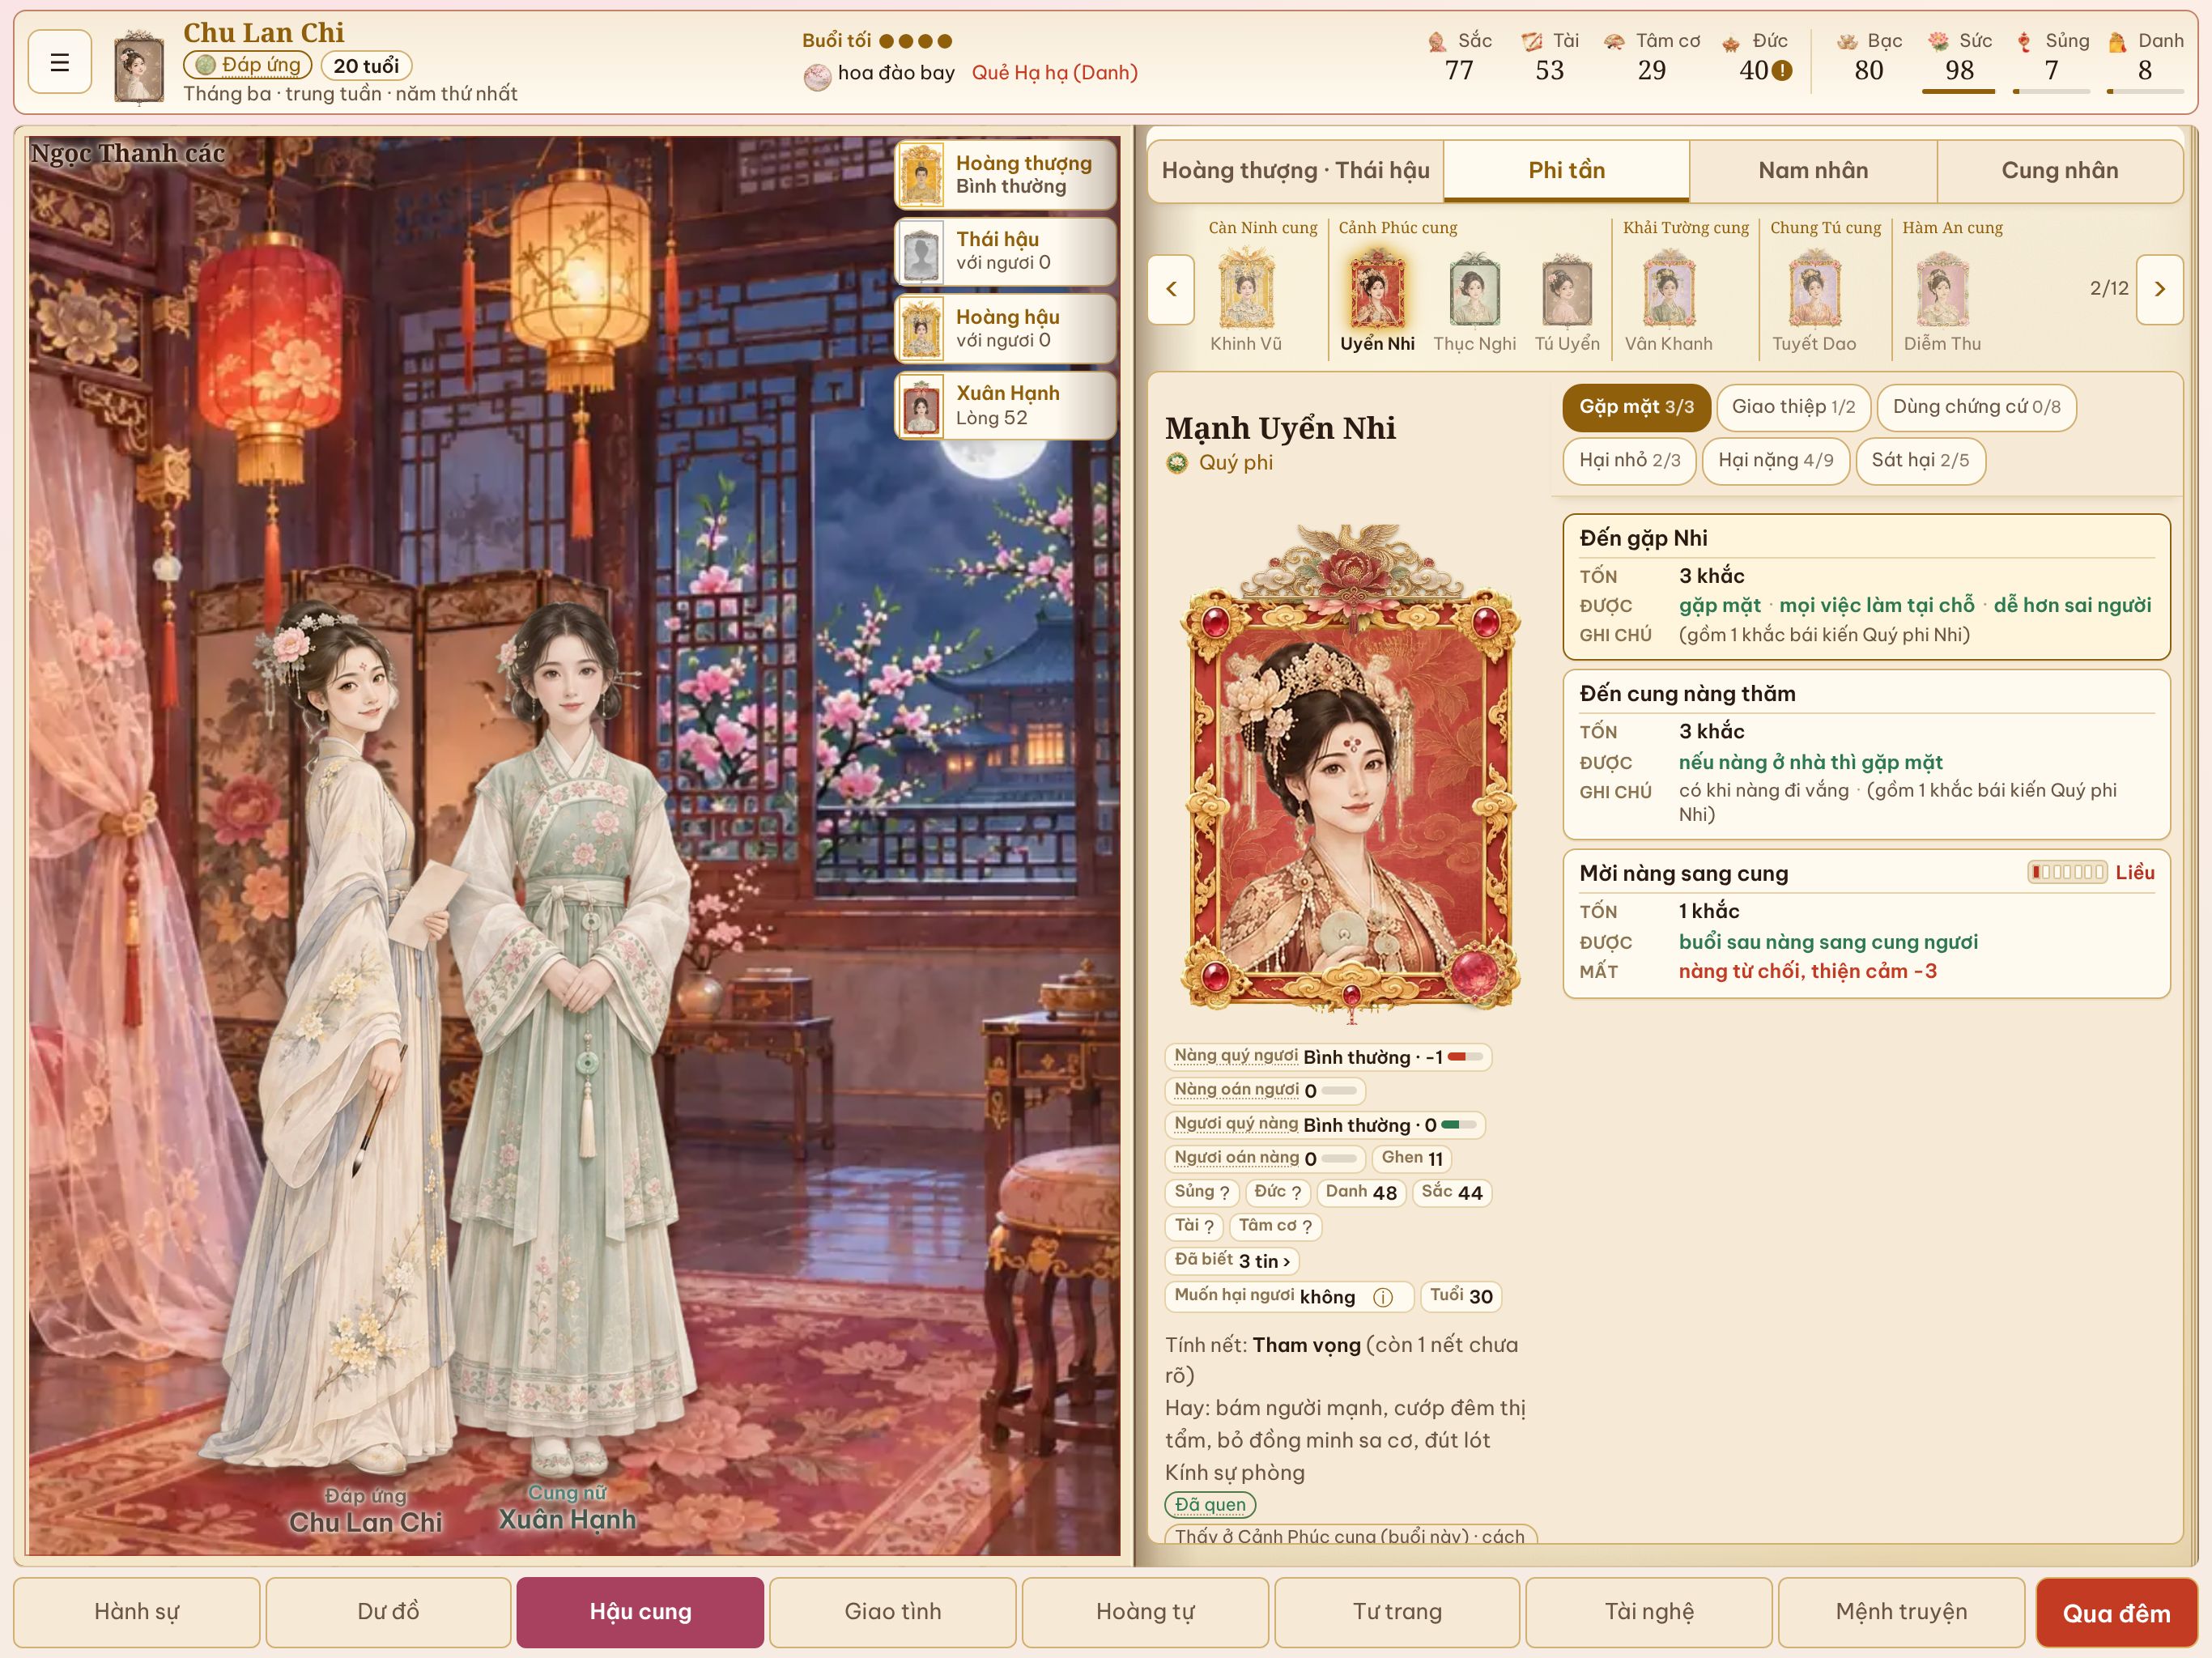 ☰
Chu Lan Chi
Đáp ứng
20 tuổi
Tháng ba · trung tuần · năm thứ nhất
Buổi tối
hoa đào bay Quẻ Hạ hạ (Danh)
Sắc
77
Tài
53
Tâm cơ
29
Đức
40!
Bạc
80
Sức
98
Sủng
7
Danh
8
Ngọc Thanh các
Hoàng thượng
Bình thường
Thái hậu
với ngươi 0
Hoàng hậu
với ngươi 0
Xuân Hạnh
Lòng 52
Đáp ứng
Chu Lan Chi
Cung nữ
Xuân Hạnh
Hoàng thượng · Thái hậu
Phi tần
Nam nhân
Cung nhân
Càn Ninh cung
Cảnh Phúc cung
Khải Tường cung
Chung Tú cung
Hàm An cung
Khinh Vũ
Uyển Nhi
Thục Nghi
Tú Uyển
Vân Khanh
Tuyết Dao
Diễm Thu
2/12
Mạnh Uyển Nhi
Quý phi
Nàng quý ngươi Bình thường · -1
Nàng oán ngươi 0
Ngươi quý nàng Bình thường · 0
Ngươi oán nàng 0
Ghen 11
Sủng ?
Đức ?
Danh 48
Sắc 44
Tài ?
Tâm cơ ?
Đã biết 3 tin ›
Muốn hại ngươi không ⓘ
Tuổi 30
Tính nết: Tham vọng (còn 1 nết chưa
rõ)
Hay: bám người mạnh, cướp đêm thị
tẩm, bỏ đồng minh sa cơ, đút lót
Kính sự phòng
Đã quen
Thấy ở Cảnh Phúc cung (buổi này) · cách
Gặp mặt 3/3
Giao thiệp 1/2
Dùng chứng cứ 0/8
Hại nhỏ 2/3
Hại nặng 4/9
Sát hại 2/5
Đến gặp Nhi
TỐN 3 khắc
ĐƯỢC gặp mặt · mọi việc làm tại chỗ · dễ hơn sai người
GHI CHÚ (gồm 1 khắc bái kiến Quý phi Nhi)
Đến cung nàng thăm
TỐN 3 khắc
ĐƯỢC nếu nàng ở nhà thì gặp mặt
GHI CHÚ có khi nàng đi vắng · (gồm 1 khắc bái kiến Quý phi
Nhi)
Mời nàng sang cung
Liều
TỐN 1 khắc
ĐƯỢC buổi sau nàng sang cung ngươi
MẤT nàng từ chối, thiện cảm -3
Hành sự
Dư đồ
Hậu cung
Giao tình
Hoàng tự
Tư trang
Tài nghệ
Mệnh truyện
Qua đêm